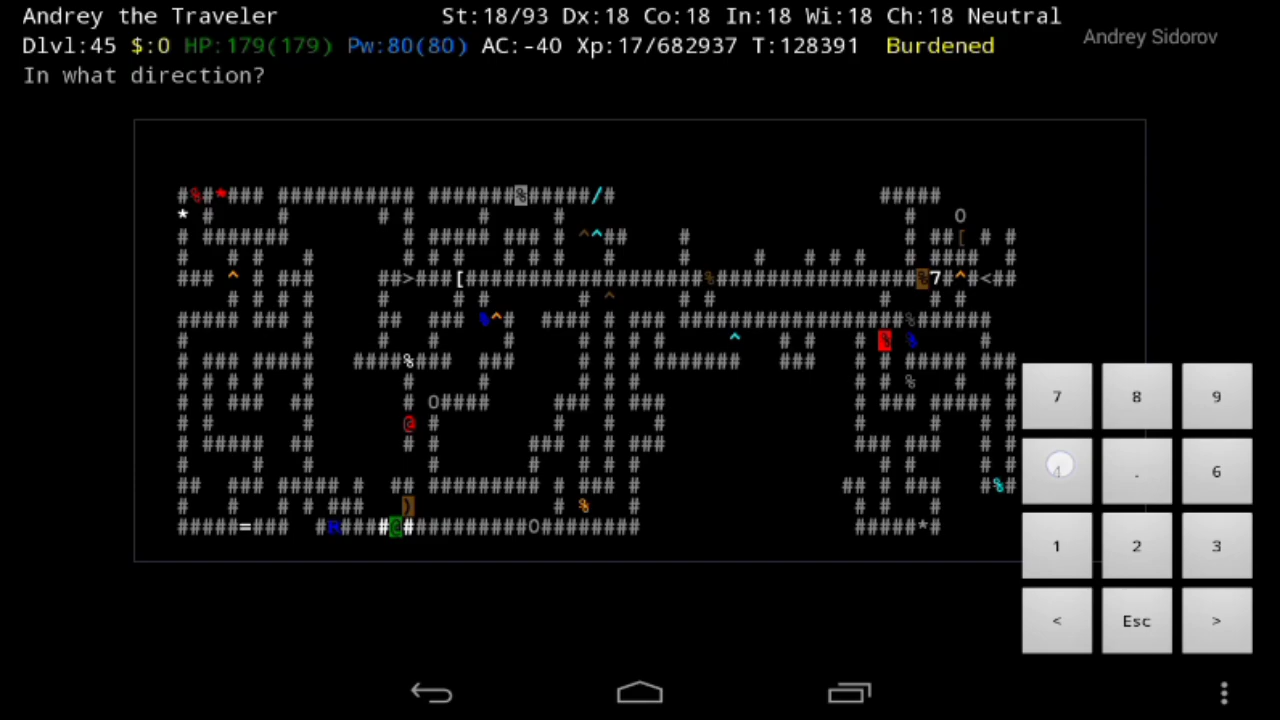 Andrey the Traveler St:18/93 Dx:18 Co:18 In:18 Wi:18 Ch:18 Neutral
Dlvl:45 $:0 HP:179(179) Pw:80(80) AC:-40 Xp:17/682937 T:128391 Burdened
Andrey Sidorov
In what direction?
7 8 9
4 . 6
1 2 3
< Esc >